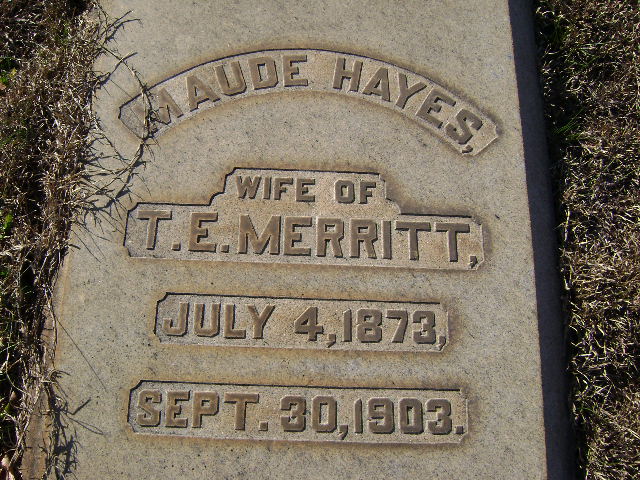 MAUDE HAYES,
WIFE OF
T. E. MERRITT,
JULY 4, 1873,
SEPT. 30, 1903.